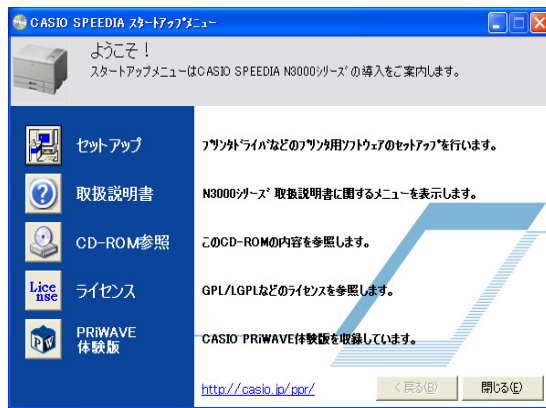 CASIO SPEEDIA ｽﾀｰﾄｱｯﾌﾟﾒﾆｭｰ
ようこそ！
ｽﾀｰﾄｱｯﾌﾟﾒﾆｭｰはCASIO SPEEDIA N3000ｼﾘｰｽﾞの導入をご案内します。
セットアップ
ﾌﾟﾘﾝﾀﾄﾞﾗｲﾊﾞなどのﾌﾟﾘﾝﾀ用ｿﾌﾄｳｪｱのｾｯﾄｱｯﾌﾟを行います。
取扱説明書
N3000ｼﾘｰｽﾞ取扱説明書に関するﾒﾆｭｰを表示します。
CD-ROM参照
このCD-ROMの内容を参照します。
Lice
nse
ライセンス
GPL/LGPLなどのﾗｲｾﾝｽを参照します。
PW
PRiWAVE
体験版
CASIO PRiWAVE体験版を収録しています。
http://casio.jp/ppr/
< 戻る(B)
閉じる(E)